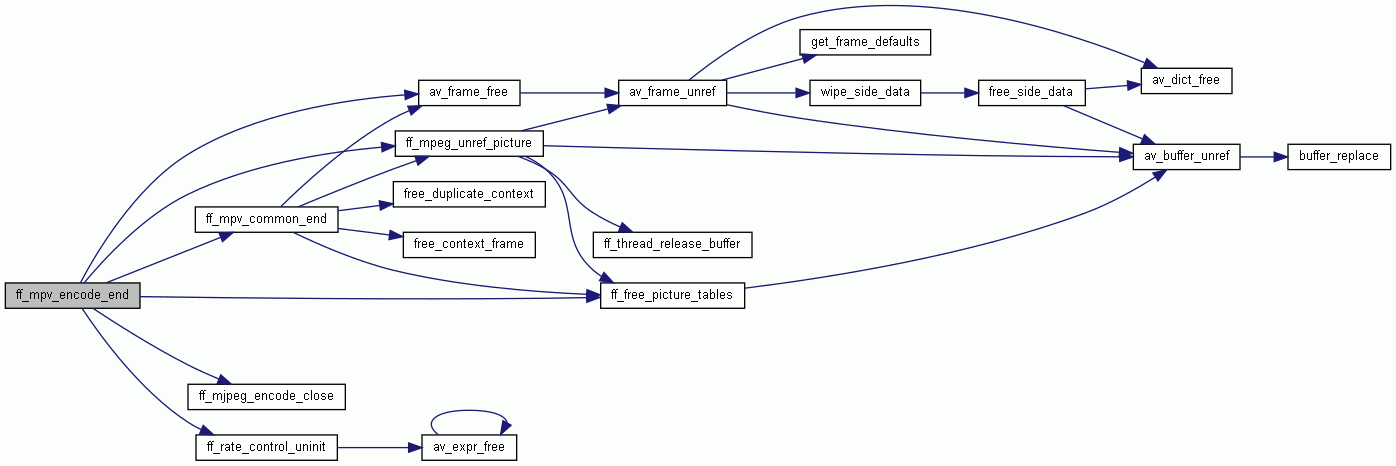 get_frame_defaults
av_dict_free
av_frame_free
av_frame_unref
wipe_side_data
free_side_data
ff_mpeg_unref_picture
av_buffer_unref
buffer_replace
free_duplicate_context
ff_mpv_common_end
free_context_frame
ff_thread_release_buffer
ff_mpv_encode_end
ff_free_picture_tables
ff_mjpeg_encode_close
ff_rate_control_uninit
av_expr_free